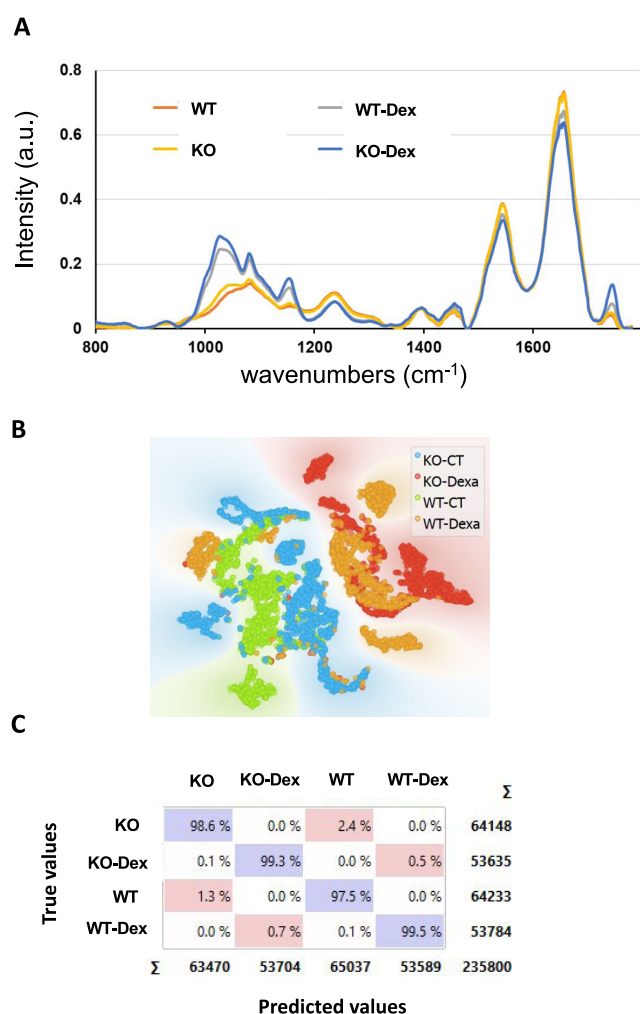 A
0.8
0.6
0.4
0.2
0
Intensity (a.u.)
WT
WT-Dex
KO
KO-Dex
800
1000
1200
1400
1600
wavenumbers (cm⁻¹)
B
KO-CT
KO-Dexa
WT-CT
WT-Dexa
C
KO KO-Dex WT WT-Dex Σ
True values
KO 98.6 % 0.0 % 2.4 % 0.0 % 64148
KO-Dex 0.1 % 99.3 % 0.0 % 0.5 % 53635
WT 1.3 % 0.0 % 97.5 % 0.0 % 64233
WT-Dex 0.0 % 0.7 % 0.1 % 99.5 % 53784
Σ 63470 53704 65037 53589 235800
Predicted values